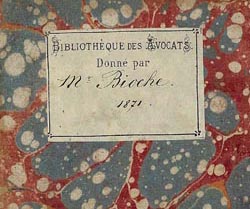 BIBLIOTHÈQUE DES AVOCATS
Donné par
Mr Bioche
1871